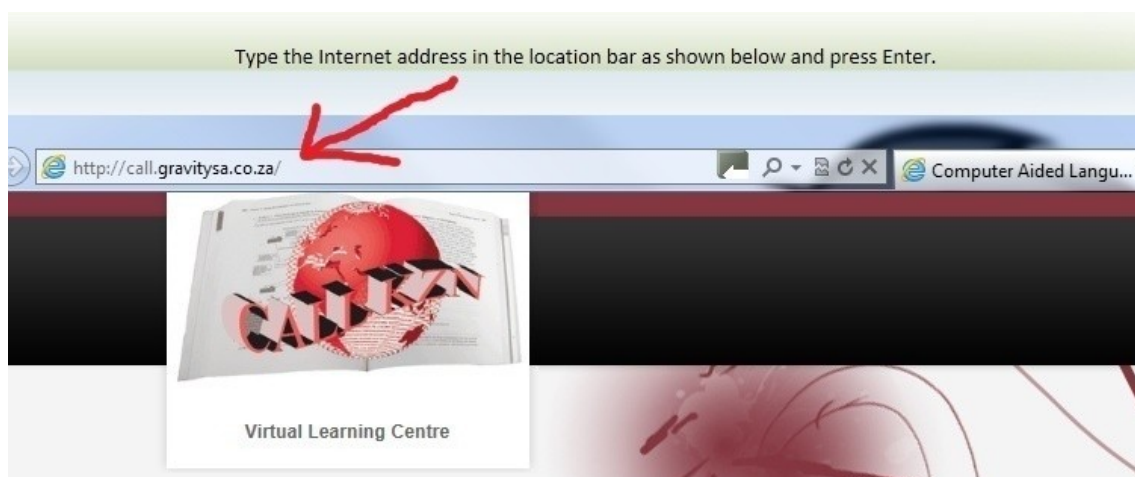 Type the Internet address in the location bar as shown below and press Enter.
http://call.gravitysa.co.za/
Computer Aided Langu...
CALL KZN
Virtual Learning Centre